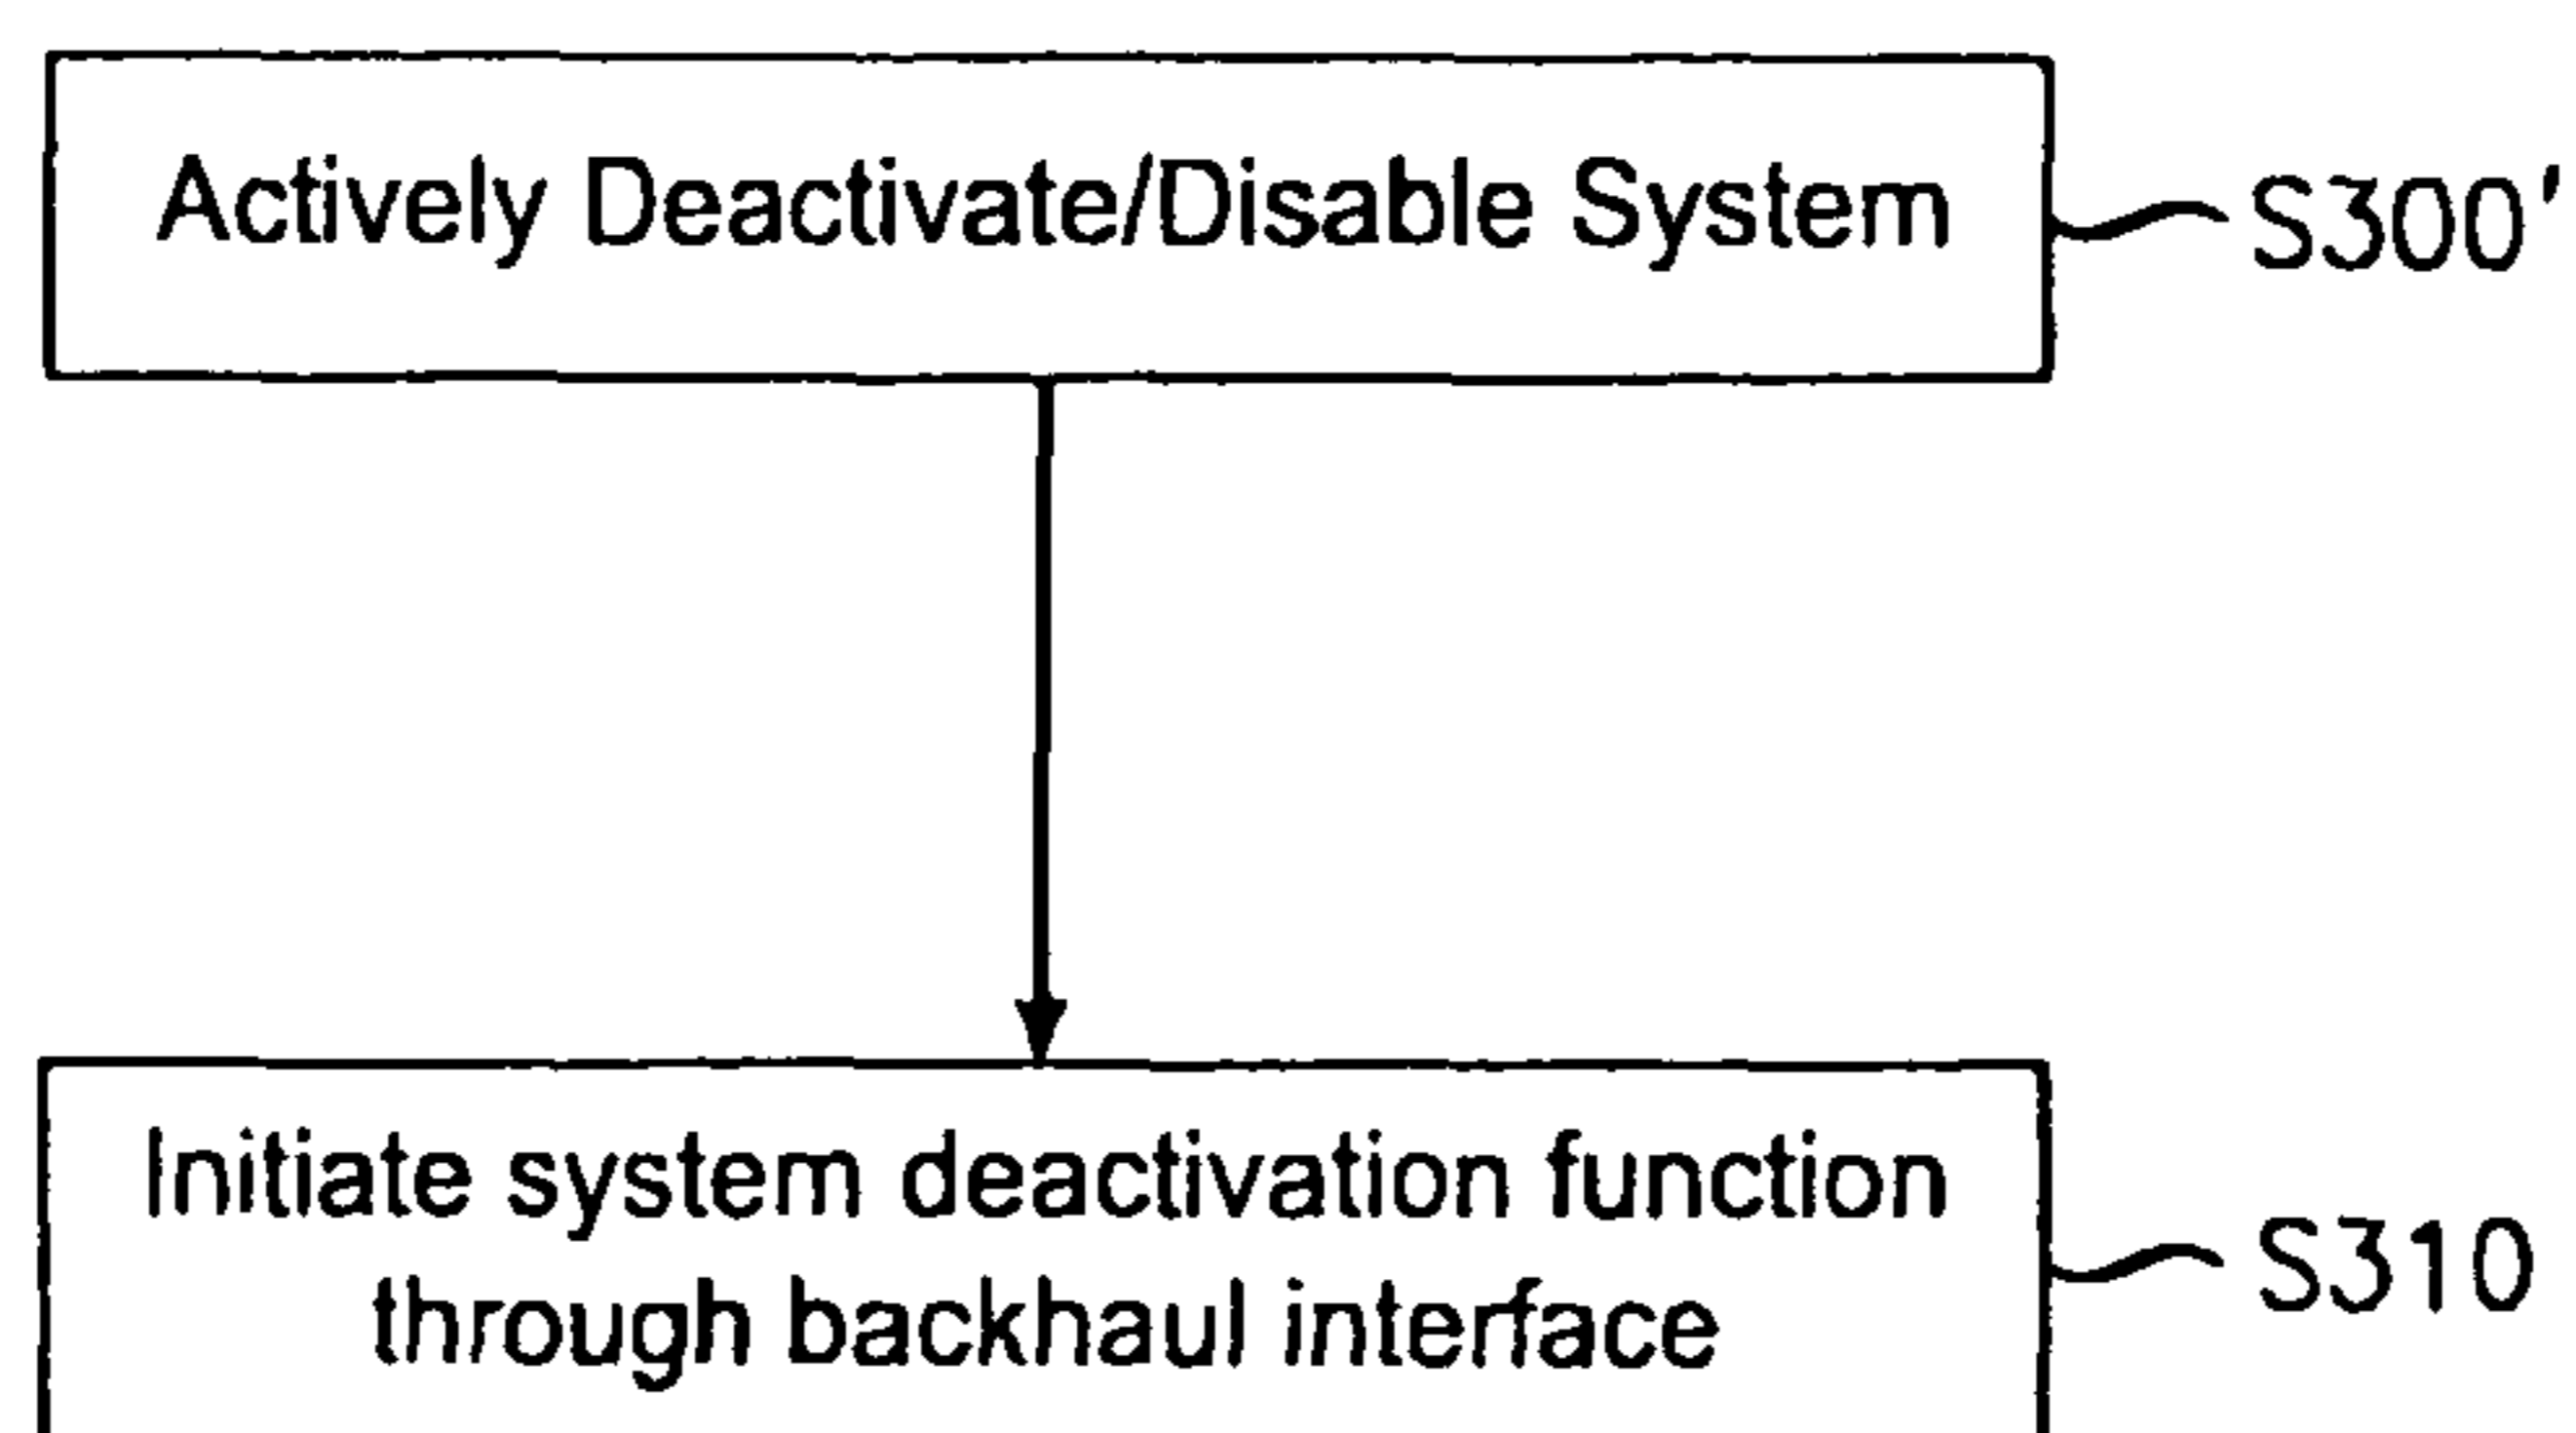 Actively Deactivate/Disable System
S300'
Initiate system deactivation function
through backhaul interface
S310